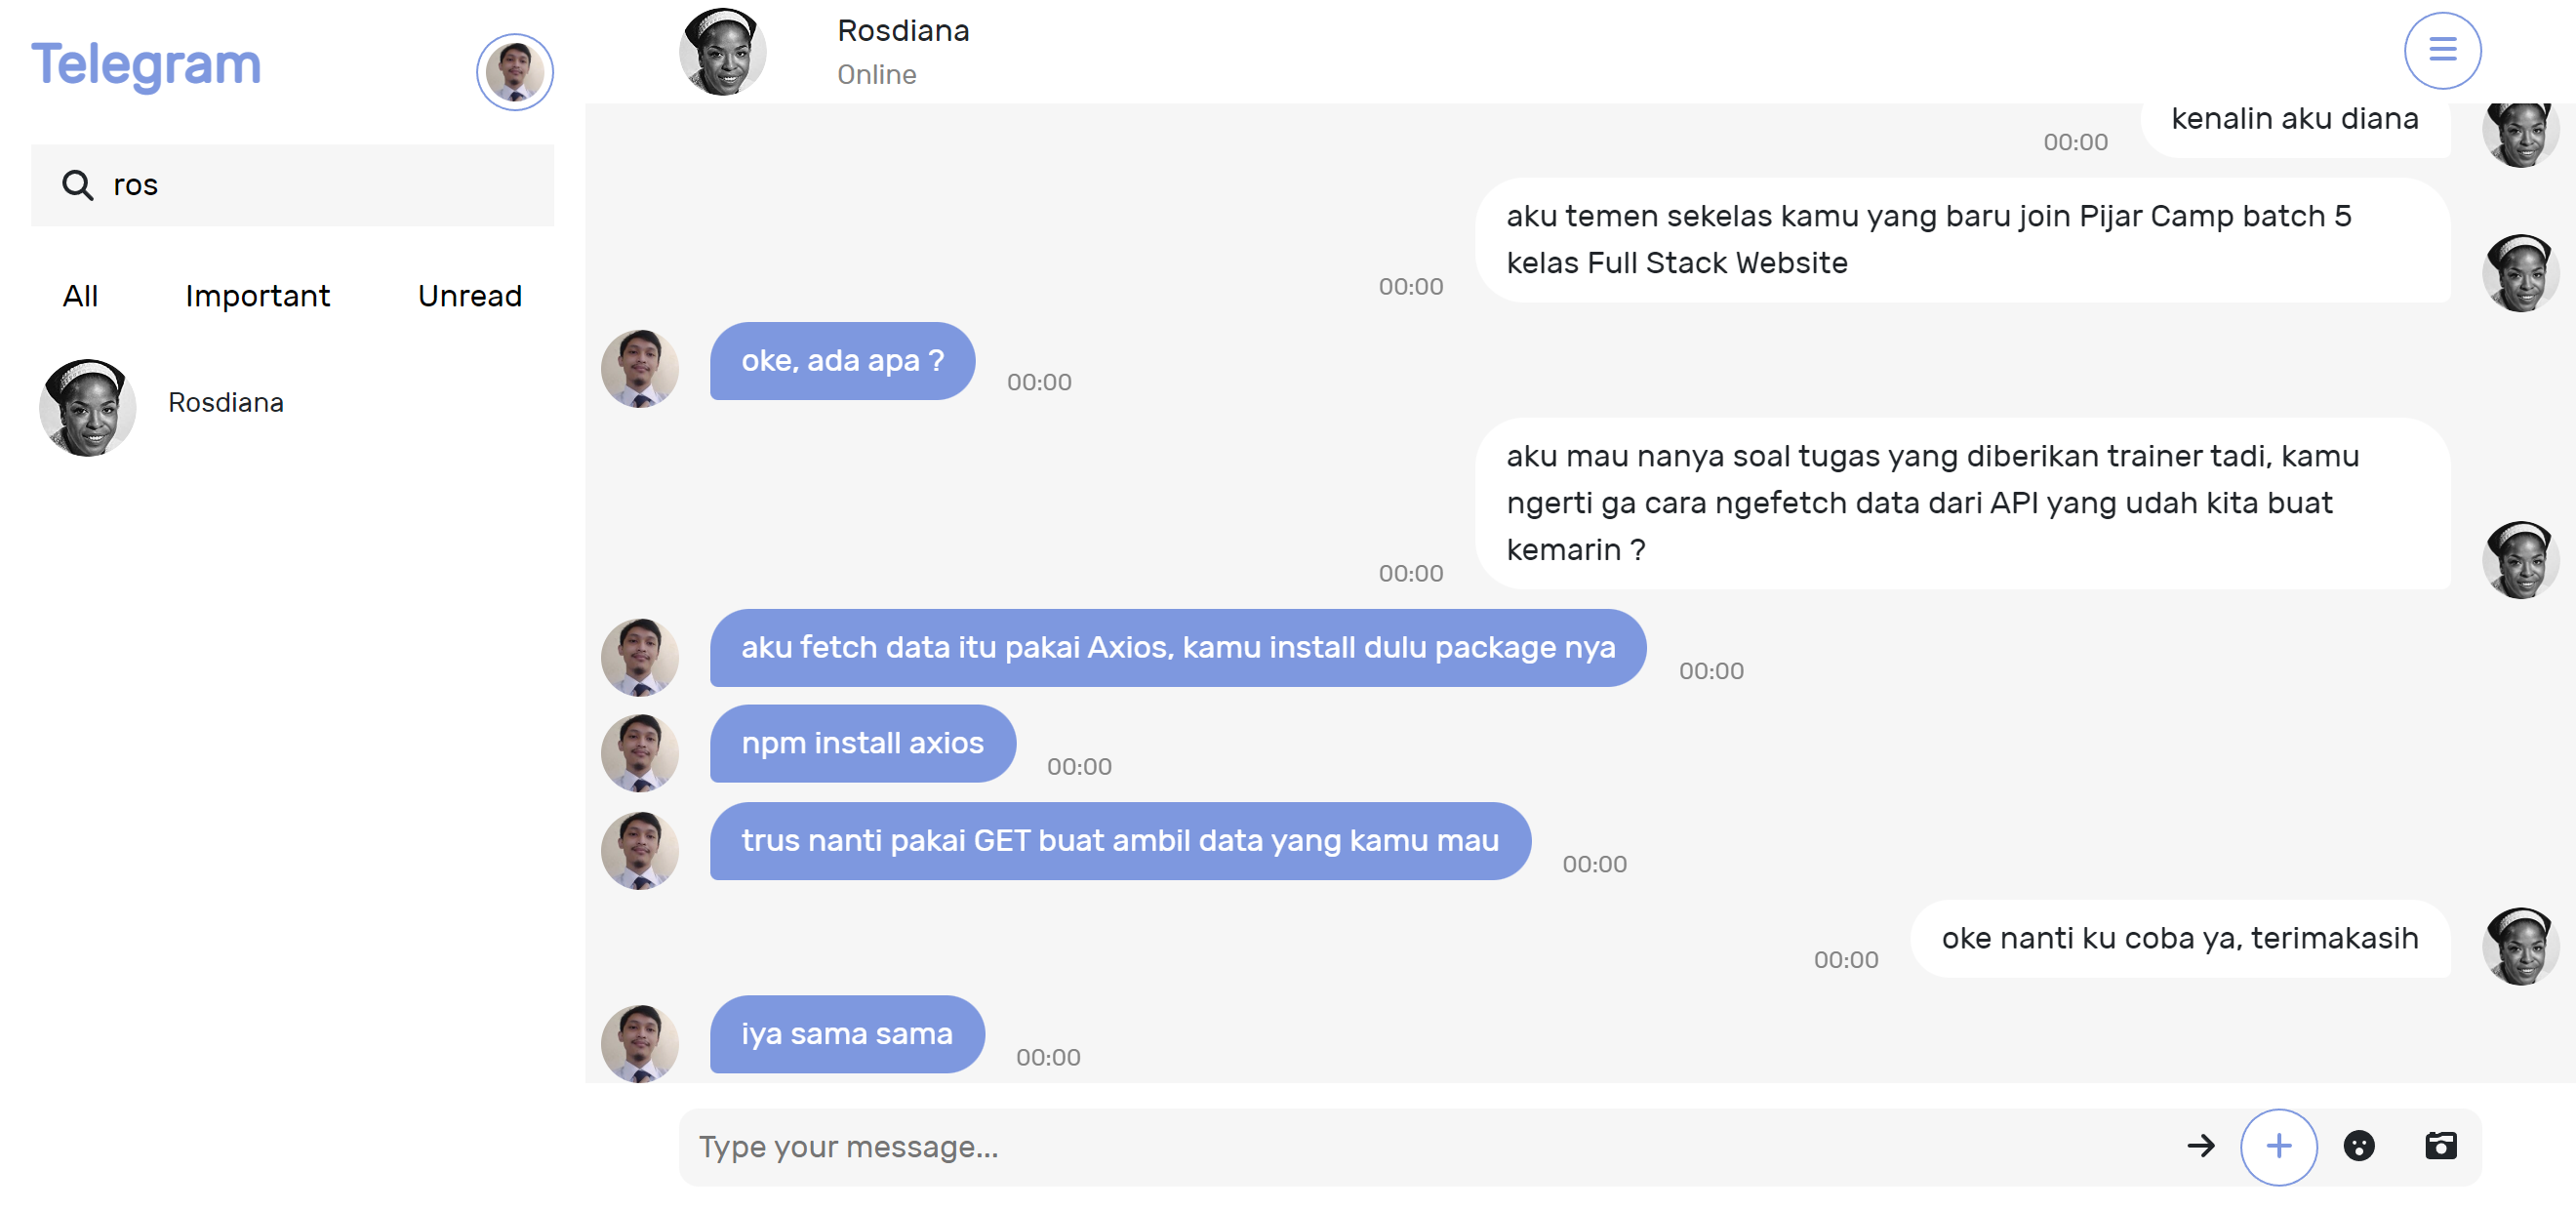 Telegram
ros
All
Important
Unread
Rosdiana
Rosdiana
Online
kenalin aku diana
00:00
aku temen sekelas kamu yang baru join Pijar Camp batch 5
kelas Full Stack Website
00:00
oke, ada apa ?
00:00
aku mau nanya soal tugas yang diberikan trainer tadi, kamu
ngerti ga cara ngefetch data dari API yang udah kita buat
kemarin ?
00:00
aku fetch data itu pakai Axios, kamu install dulu package nya
00:00
npm install axios
00:00
trus nanti pakai GET buat ambil data yang kamu mau
00:00
oke nanti ku coba ya, terimakasih
00:00
iya sama sama
00:00
Type your message...